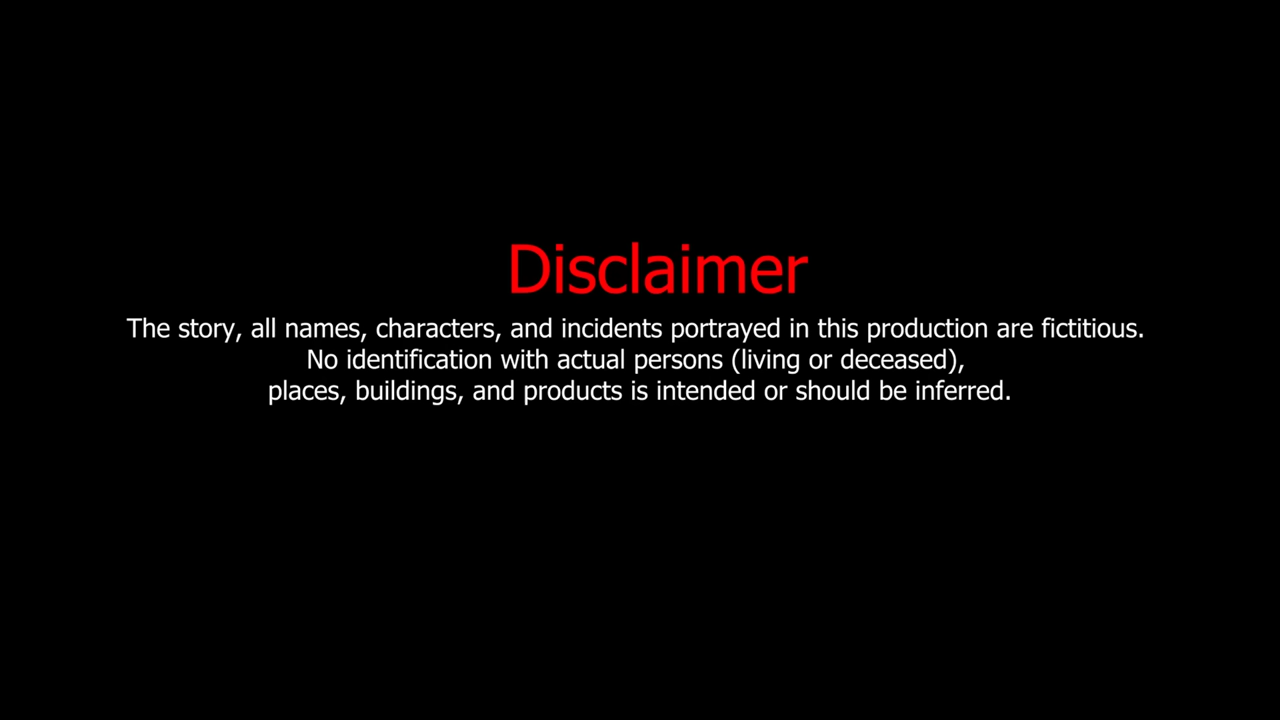 Disclaimer
The story, all names, characters, and incidents portrayed in this production are fictitious.
No identification with actual persons (living or deceased),
places, buildings, and products is intended or should be inferred.